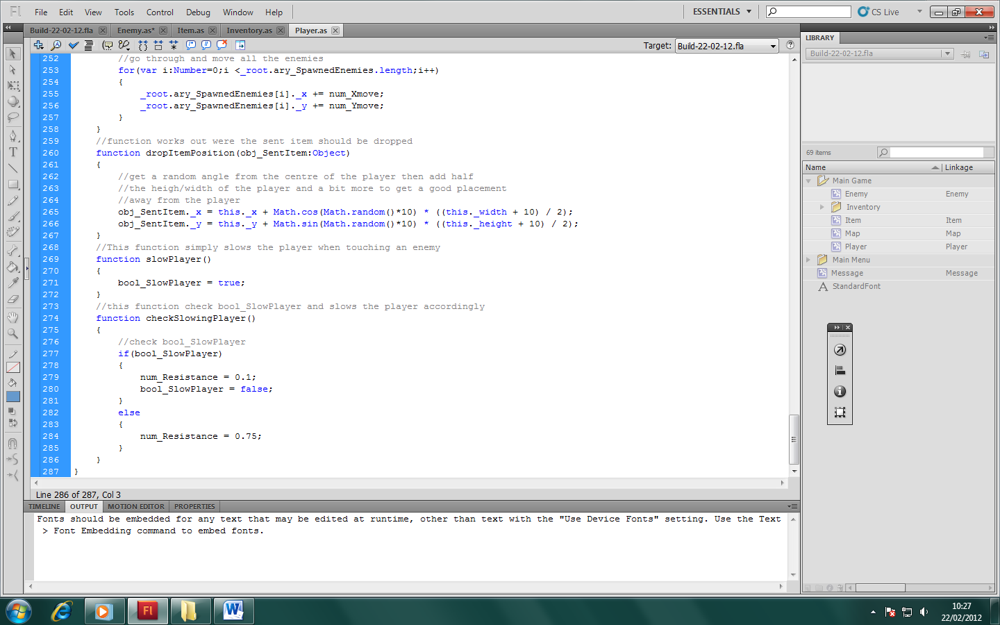 Fl File Edit View Tools Control Debug Window Help ESSENTIALS CS Live
Build-22-02-12.fla Enemy.as* Item.as Inventory.as Player.as
Target: Build-22-02-12.fla
252 //go through and move all the enemies
253 for(var i:Number=0;i <_root.ary_SpawnedEnemies.length;i++)
254 {
255 _root.ary_SpawnedEnemies[i]._x += num_Xmove;
256 _root.ary_SpawnedEnemies[i]._y += num_Ymove;
257 }
258 }
259 //function works out were the sent item should be dropped
260 function dropItemPosition(obj_SentItem:Object)
261 {
262 //get a random angle from the centre of the player then add half
263 //the heigh/width of the player and a bit more to get a good placement
264 //away from the player
265 obj_SentItem._x = this._x + Math.cos(Math.random()*10) * ((this._width + 10) / 2);
266 obj_SentItem._y = this._y + Math.sin(Math.random()*10) * ((this._height + 10) / 2);
267 }
268 //This function simply slows the player when touching an enemy
269 function slowPlayer()
270 {
271 bool_SlowPlayer = true;
272 }
273 //this function check bool_SlowPlayer and slows the player accordingly
274 function checkSlowingPlayer()
275 {
276 //check bool_SlowPlayer
277 if(bool_SlowPlayer)
278 {
279 num_Resistance = 0.1;
280 bool_SlowPlayer = false;
281 }
282 else
283 {
284 num_Resistance = 0.75;
285 }
286 }
287 }
Line 286 of 287, Col 3
TIMELINE OUTPUT MOTION EDITOR PROPERTIES
Fonts should be embedded for any text that may be edited at runtime, other than text with the "Use Device Fonts" setting. Use the Text
> Font Embedding command to embed fonts.
LIBRARY
Build-22-02-12.fla
69 items
Name Linkage
Main Game
Enemy Enemy
Inventory
Item Item
Map Map
Player Player
Main Menu
Message Message
StandardFont
10:27
22/02/2012